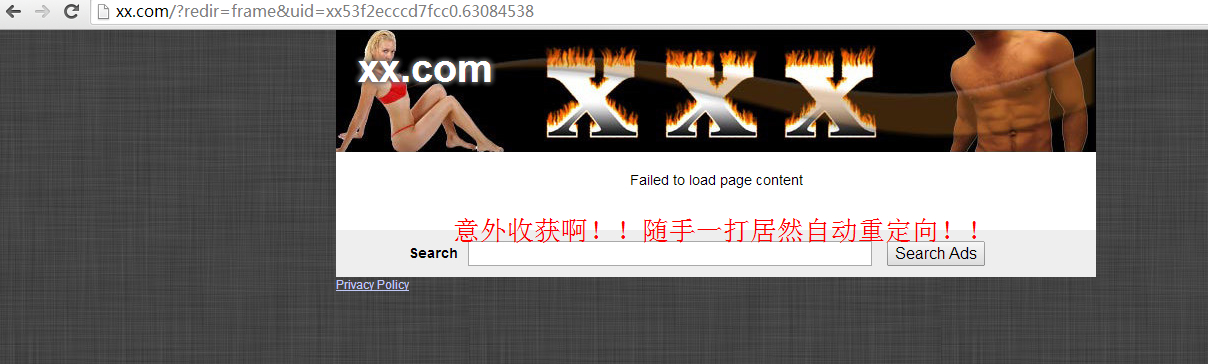 xx.com/?redir=frame&uid=xx53f2ecccd7fcc0.63084538
xx.com
XXX
Failed to load page content
意外收获啊！！随手一打居然自动重定向！！
Search Search Ads
Privacy Policy